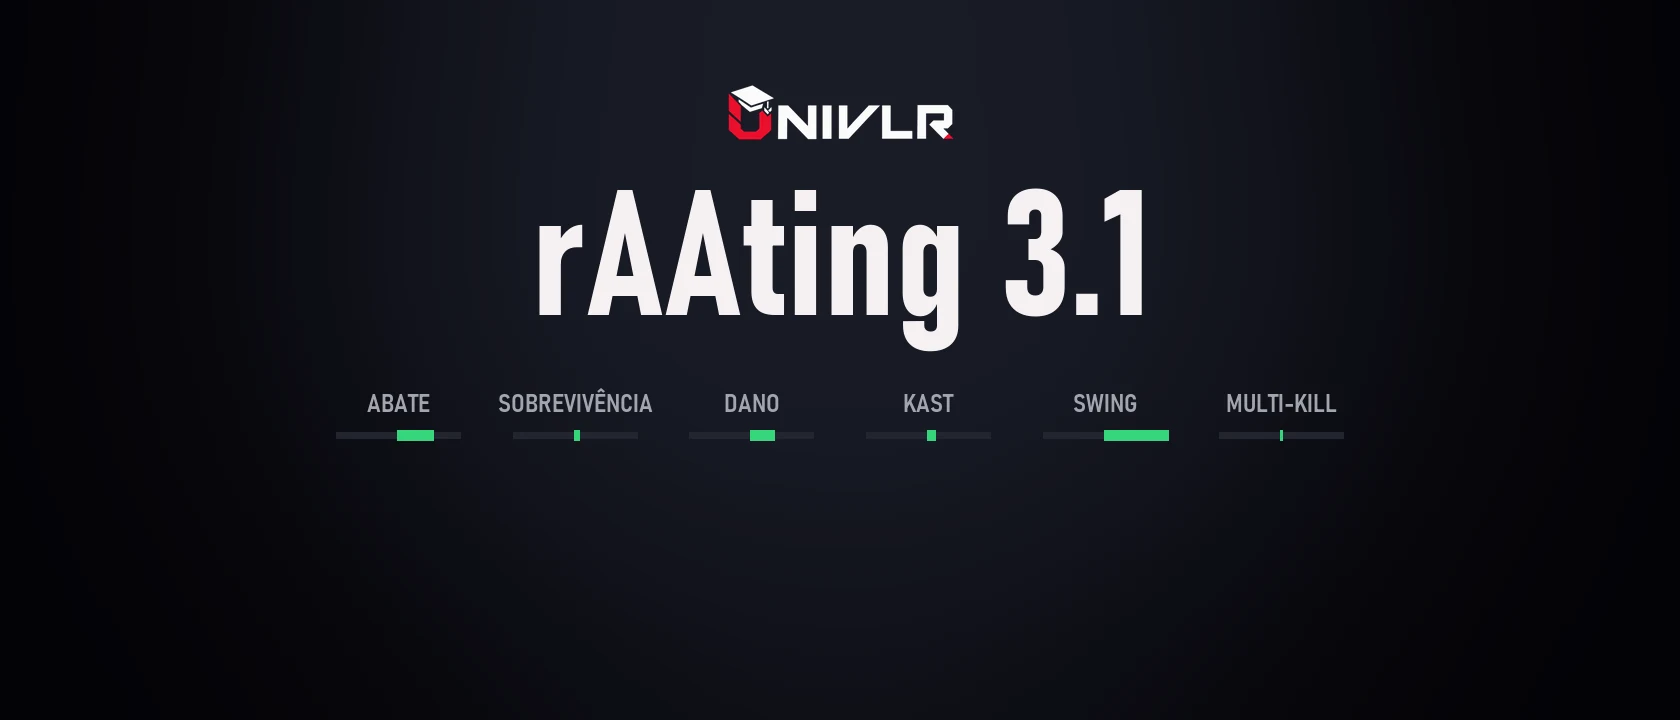 UNIVLR
rAAting 3.1
ABATE SOBREVIVÊNCIA DANO KAST SWING MULTI-KILL